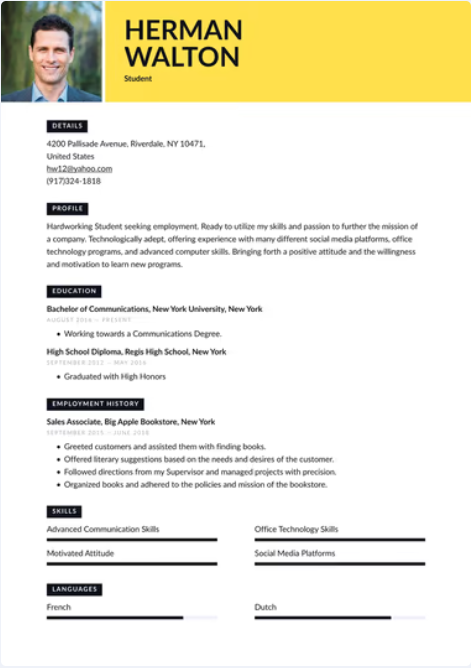 HERMAN
WALTON
Student
DETAILS
4200 Pallisade Avenue, Riverdale, NY 10471,
United States
hw12@yahoo.com
(917)324-1818
PROFILE
Hardworking Student seeking employment. Ready to utilize my skills and passion to further the mission of
a company. Technologically adept, offering experience with many different social media platforms, office
technology programs, and advanced computer skills. Bringing forth a positive attitude and the willingness
and motivation to learn new programs.
EDUCATION
Bachelor of Communications, New York University, New York
AUGUST 2016 — PRESENT
• Working towards a Communications Degree.
High School Diploma, Regis High School, New York
SEPTEMBER — MAY 2016
• Graduated with High Honors
EMPLOYMENT HISTORY
Sales Associate, Big Apple Bookstore, New York
SEPTEMBER 2015 — JUNE
• Greeted customers and assisted them with finding books.
• Offered literary suggestions based on the needs and desires of the customer.
• Followed directions from my Supervisor and managed projects with precision.
• Organized books and adhered to the policies and mission of the bookstore.
SKILLS
Advanced Communication Skills
Office Technology Skills
Motivated Attitude
Social Media Platforms
LANGUAGES
French
Dutch